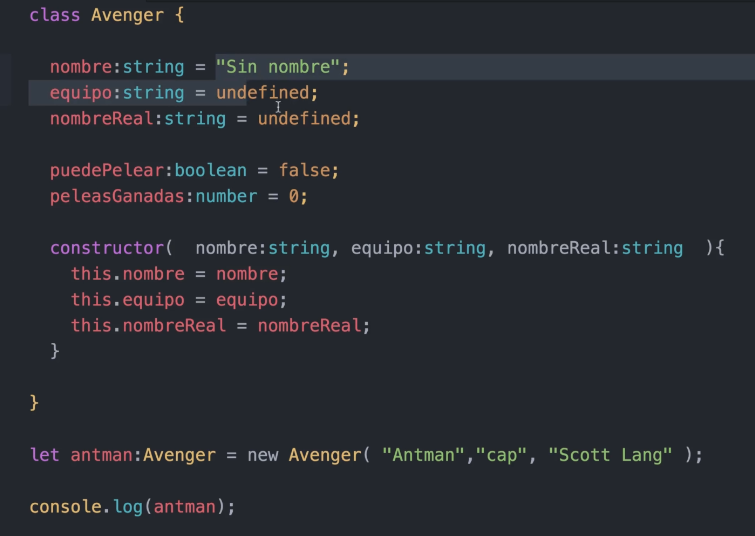 class Avenger {
nombre:string = "Sin nombre";
equipo:string = undefined;
nombreReal:string = undefined;
puedePelear:boolean = false;
peleasGanadas:number = 0;
constructor(  nombre:string, equipo:string, nombreReal:string  ){
this.nombre = nombre;
this.equipo = equipo;
this.nombreReal = nombreReal;
}
}
let antman:Avenger = new Avenger( "Antman","cap", "Scott Lang" );
console.log(antman);